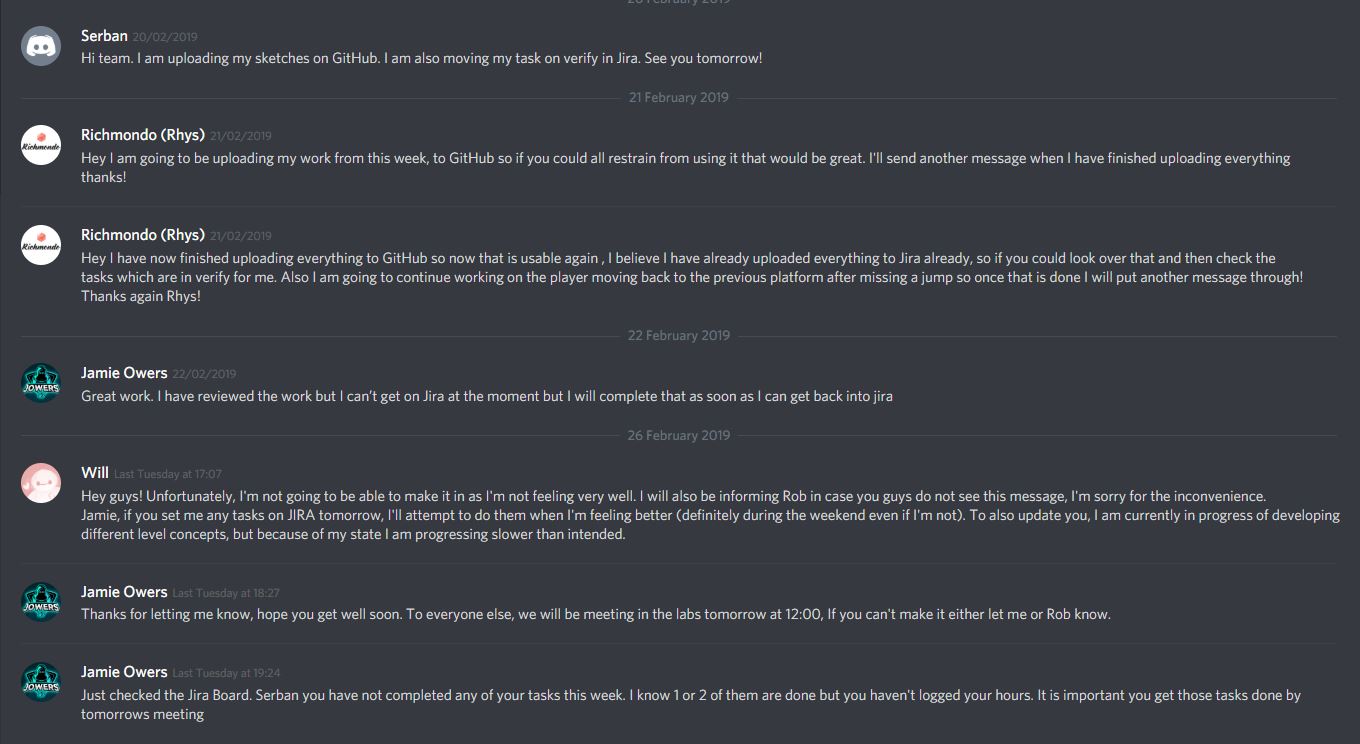 20 February 2019
Serban 20/02/2019
Hi team. I am uploading my sketches on GitHub. I am also moving my task on verify in Jira. See you tomorrow!
21 February 2019
Richmondo
Richmondo (Rhys) 21/02/2019
Hey I am going to be uploading my work from this week, to GitHub so if you could all restrain from using it that would be great. I'll send another message when I have finished uploading everything
thanks!
Richmondo
Richmondo (Rhys) 21/02/2019
Hey I have now finished uploading everything to GitHub so now that is usable again , I believe I have already uploaded everything to Jira already, so if you could look over that and then check the
tasks which are in verify for me. Also I am going to continue working on the player moving back to the previous platform after missing a jump so once that is done I will put another message through!
Thanks again Rhys!
22 February 2019
JOWERS
Jamie Owers 22/02/2019
Great work. I have reviewed the work but I can’t get on Jira at the moment but I will complete that as soon as I can get back into jira
26 February 2019
Will Last Tuesday at 17:07
Hey guys! Unfortunately, I'm not going to be able to make it in as I'm not feeling very well. I will also be informing Rob in case you guys do not see this message, I'm sorry for the inconvenience.
Jamie, if you set me any tasks on JIRA tomorrow, I'll attempt to do them when I'm feeling better (definitely during the weekend even if I'm not). To also update you, I am currently in progress of developing
different level concepts, but because of my state I am progressing slower than intended.
JOWERS
Jamie Owers Last Tuesday at 18:27
Thanks for letting me know, hope you get well soon. To everyone else, we will be meeting in the labs tomorrow at 12:00, If you can't make it either let me or Rob know.
JOWERS
Jamie Owers Last Tuesday at 19:24
Just checked the Jira Board. Serban you have not completed any of your tasks this week. I know 1 or 2 of them are done but you haven't logged your hours. It is important you get those tasks done by
tomorrows meeting